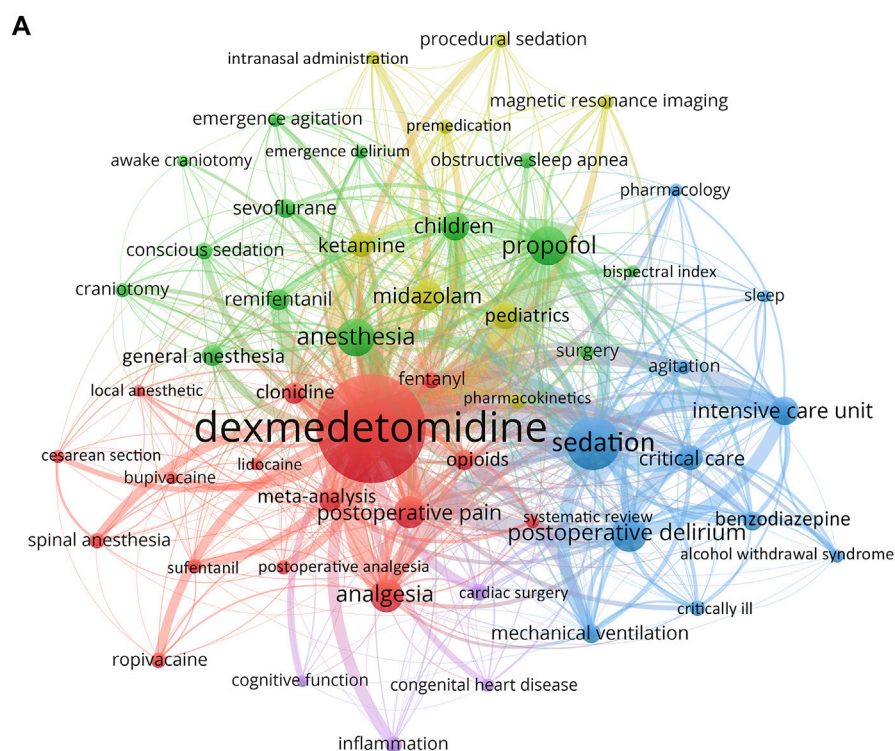 A
procedural sedation
intranasal administration
magnetic resonance imaging
emergence agitation
premedication
emergence delirium
awake craniotomy
obstructive sleep apnea
pharmacology
sevoflurane
children
conscious sedation
ketamine
propofol
bispectral index
craniotomy
remifentanil
midazolam
sleep
pediatrics
anesthesia
general anesthesia
surgery
agitation
local anesthetic
clonidine
fentanyl
pharmacokinetics
intensive care unit
dexmedetomidine
sedation
cesarean section
lidocaine
opioids
critical care
bupivacaine
meta-analysis
postoperative pain
systematic review
benzodiazepine
spinal anesthesia
postoperative delirium
alcohol withdrawal syndrome
sufentanil
postoperative analgesia
analgesia
cardiac surgery
critically ill
mechanical ventilation
ropivacaine
cognitive function
congenital heart disease
inflammation